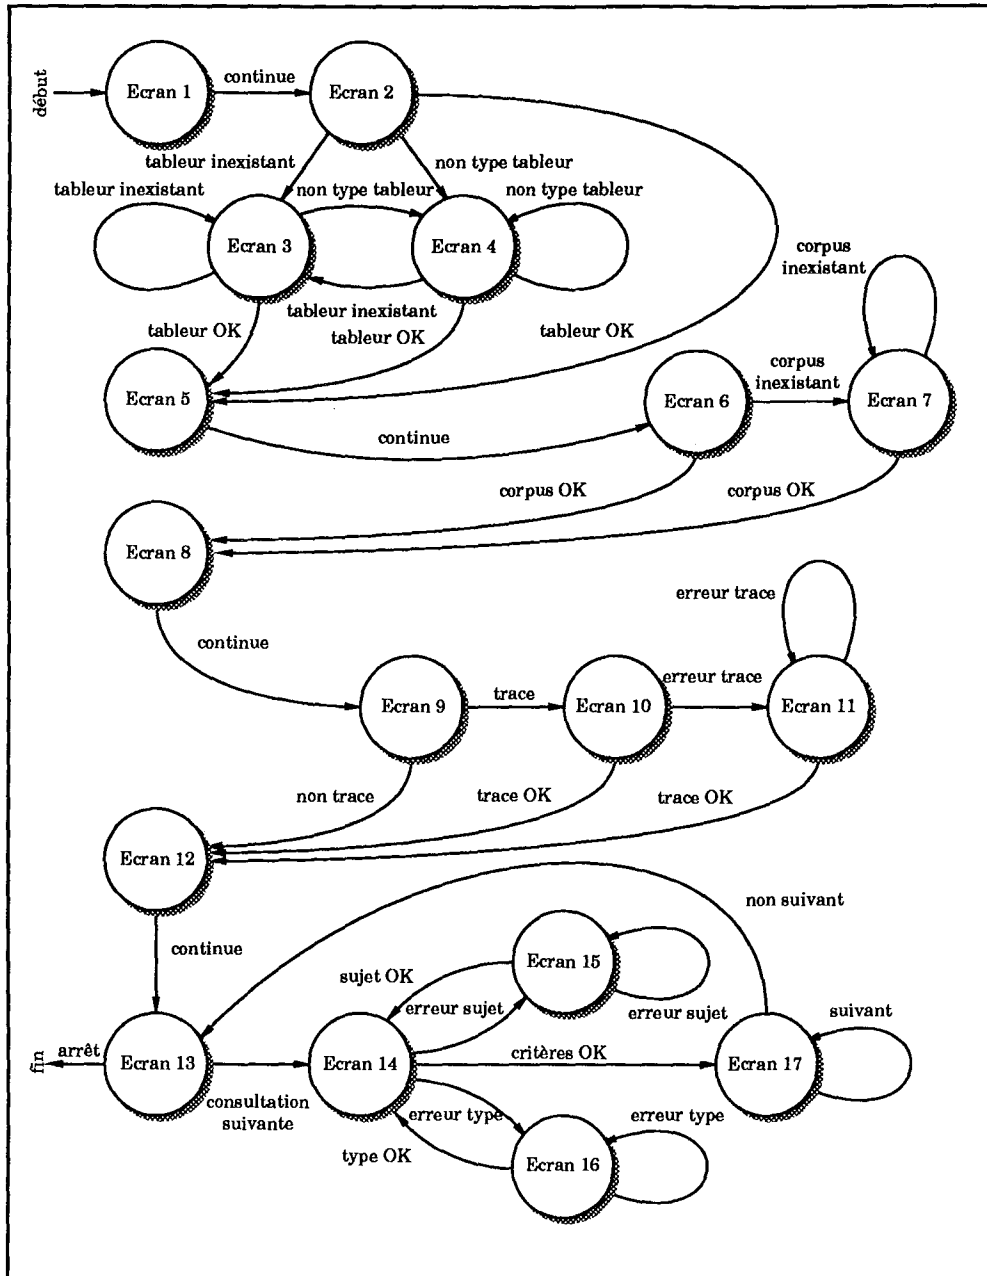 début
Ecran 1
continue
Ecran 2
tableur inexistant
non type tableur
tableur inexistant
non type tableur
non type tableur
Ecran 3
Ecran 4
corpus
inexistant
tableur inexistant
tableur OK
tableur OK
tableur OK
Ecran 5
Ecran 6
corpus
inexistant
Ecran 7
continue
corpus OK
corpus OK
Ecran 8
erreur trace
continue
Ecran 9
trace
Ecran 10
erreur trace
Ecran 11
non trace
trace OK
trace OK
Ecran 12
non suivant
continue
Ecran 15
sujet OK
erreur sujet
erreur sujet
suivant
fin
arrêt
Ecran 13
consultation
suivante
Ecran 14
critères OK
Ecran 17
erreur type
erreur type
type OK
Ecran 16